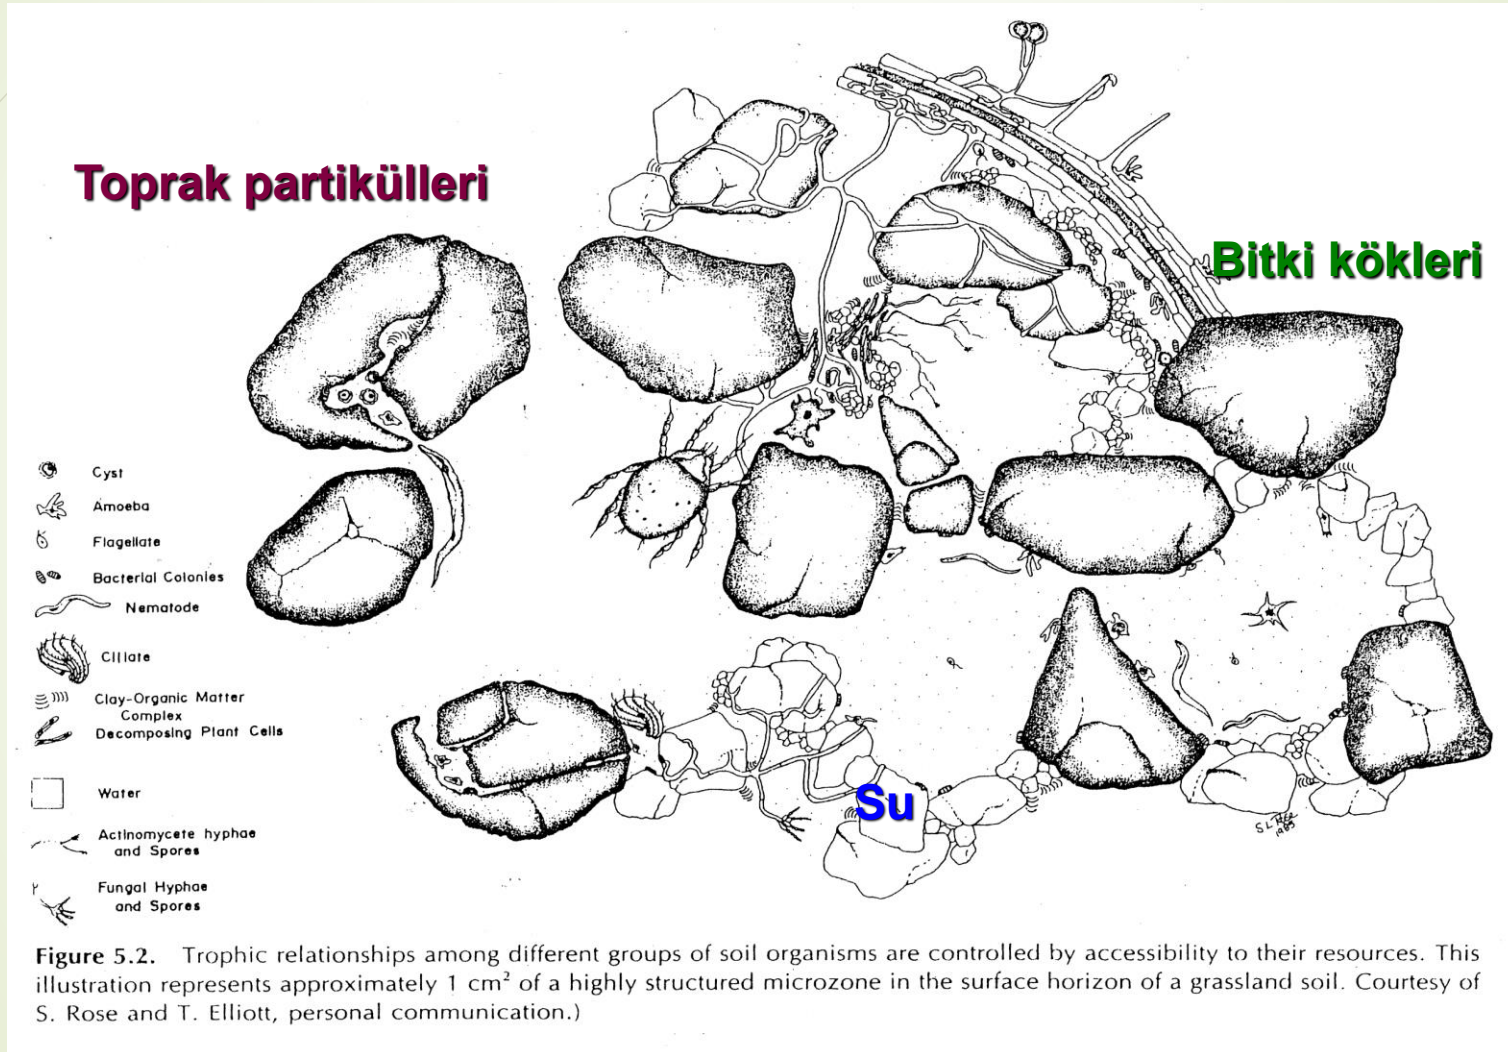 Toprak partikülleri
Bitki kökleri
Cyst
Amoeba
Flagellate
Bacterial Colonies
Nematode
Ciliate
Clay-Organic Matter
Complex
Decomposing Plant Cells
Water
Actinomycete hyphae
and Spores
Fungal Hyphae
and Spores
Su
1985
Figure 5.2. Trophic relationships among different groups of soil organisms are controlled by accessibility to their resources. This
illustration represents approximately 1 cm² of a highly structured microzone in the surface horizon of a grassland soil. Courtesy of
S. Rose and T. Elliott, personal communication.)